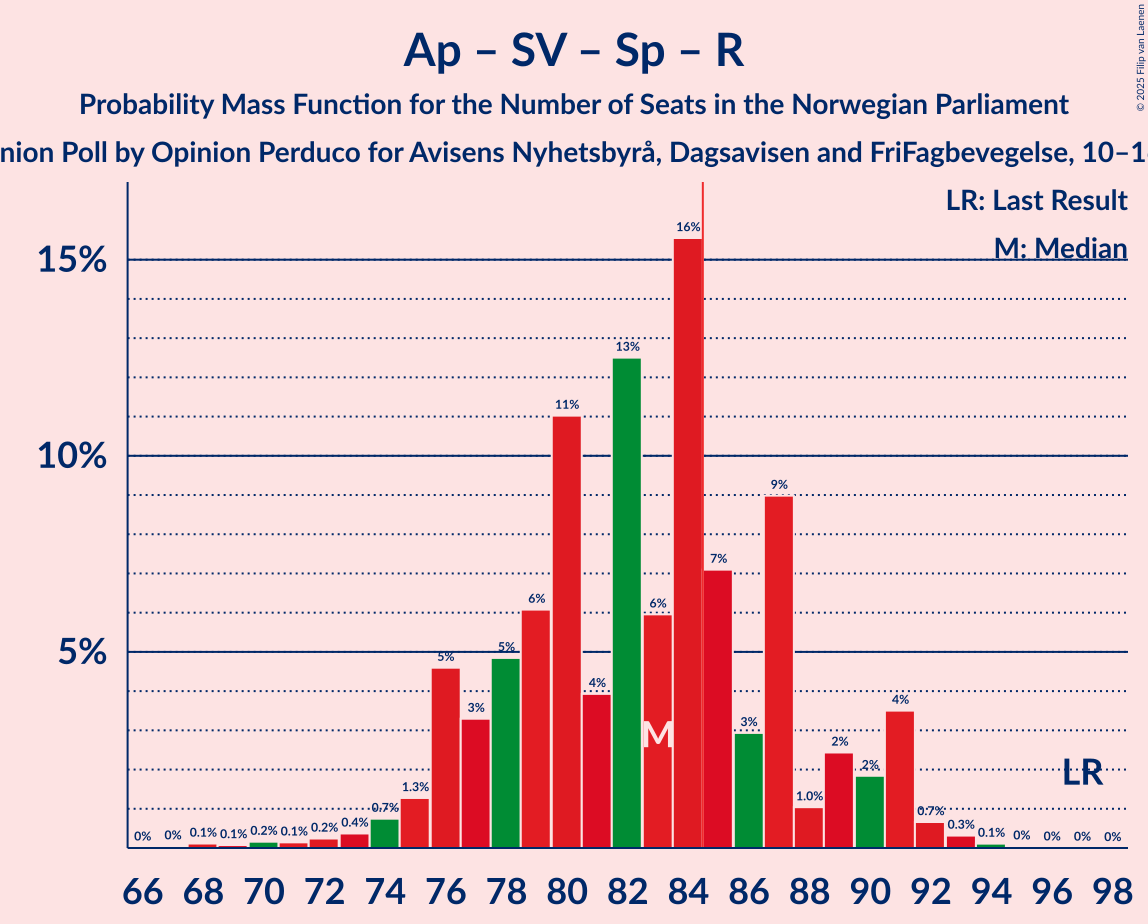 Ap – SV – Sp – R
Probability Mass Function for the Number of Seats in the Norwegian Parliament
nion Poll by Opinion Perduco for Avisens Nyhetsbyrå, Dagsavisen and FriFagbevegelse, 10–1
© 2025 Filip van Laenen
LR: Last Result
M: Median
15%
10%
5%
0% 0% 0.1% 0.1% 0.2% 0.1% 0.2% 0.4% 0.7% 1.3% 5% 3% 5% 6% 11% 4% 13% 6% 16% 7% 3% 9% 1.0% 2% 2% 4% 0.7% 0.3% 0.1% 0% 0% 0% 0%
M
LR
66 68 70 72 74 76 78 80 82 84 86 88 90 92 94 96 98